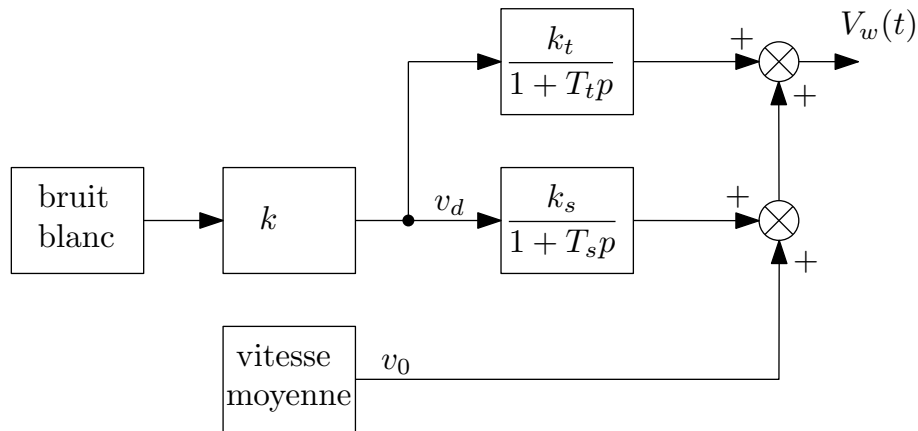 V_w(t)
+
k_t
1 + T_t p
+
bruit
blanc
k
v_d
k_s
1 + T_s p
+
+
vitesse
moyenne
v_0